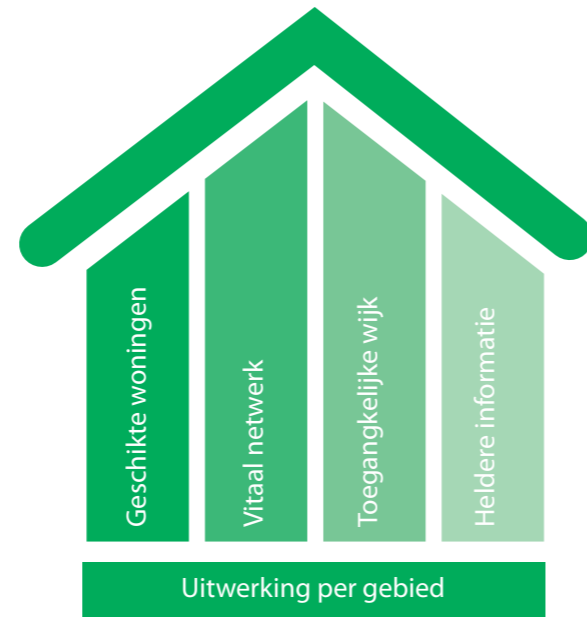 Geschikte woningen
Vitaal netwerk
Toegangkelijke wijk
Heldere informatie
Uitwerking per gebied